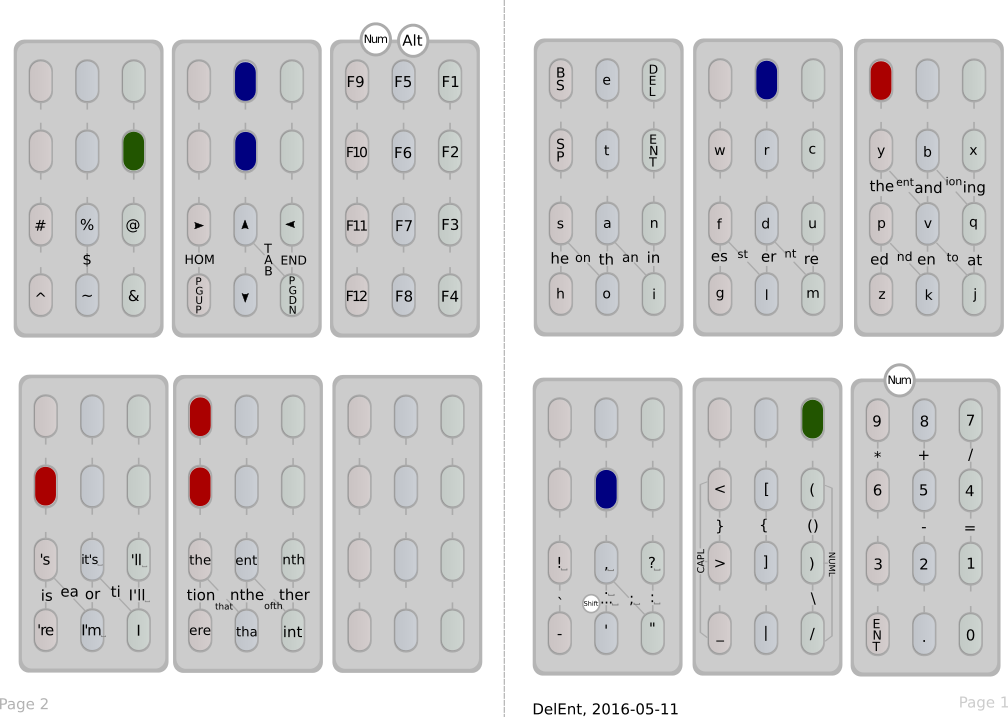 Num Alt
F9 F5 F1
F10 F6 F2
# % @
$
^ ~ &
► ▲ ◄
HOM TAB END
PGUP ▼ PGDN
F11 F7 F3
F12 F8 F4
BS e DEL
SP t ENT
s a n
he on th an in
h o i
w r c
f d u
es st er nt re
g l m
y b x
the ent and ion ing
p v q
ed nd en to at
z k j
's it's_ 'll_
is ea or ti I'll_
're I'm_ I
the ent nth
tion that nthe ofth ther
ere tha int
!_ ,_ ?_
` Shift :_ ..._ ;_ :_
- ' "
< [ (
} { ()
CAPL > ] ) NUML
\
_ | /
Num
9 8 7
* + /
6 5 4
- =
3 2 1
ENT . 0
Page 2
DelEnt, 2016-05-11
Page 1